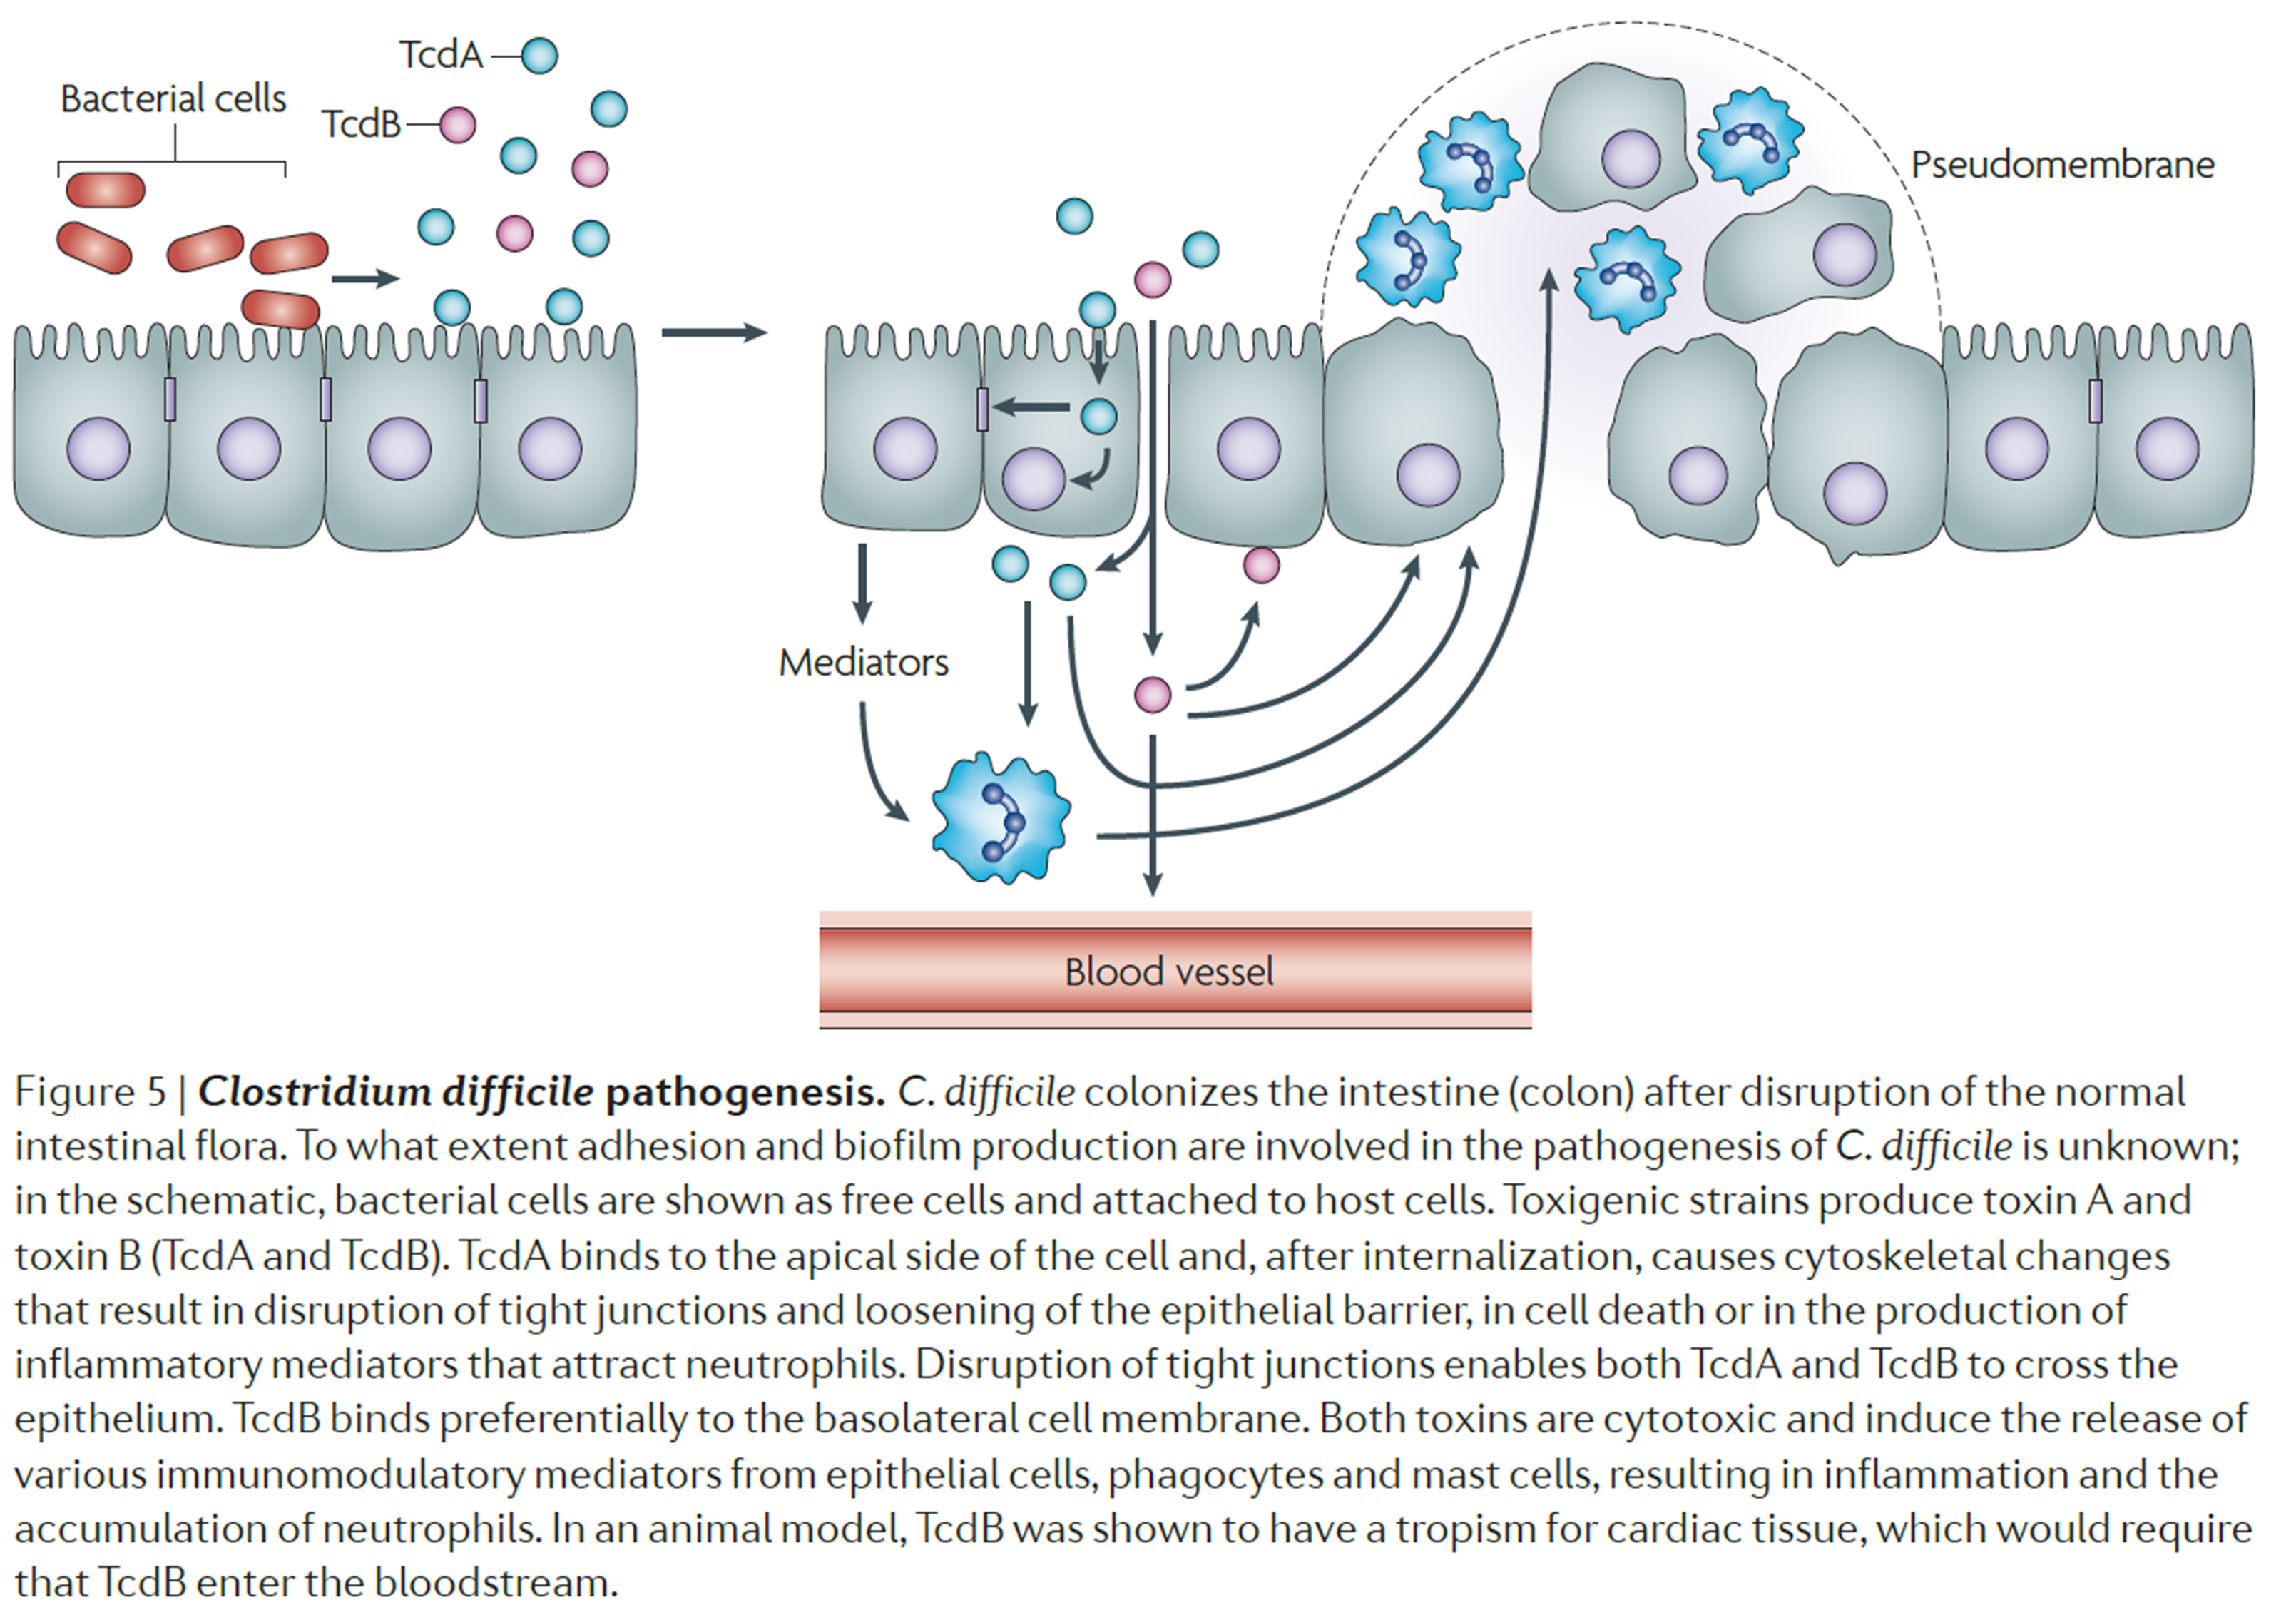 TcdA
Bacterial cells
TcdB
Pseudomembrane
Mediators
Blood vessel
Figure 5 | Clostridium difficile pathogenesis. C. difficile colonizes the intestine (colon) after disruption of the normal
intestinal flora. To what extent adhesion and biofilm production are involved in the pathogenesis of C. difficile is unknown;
in the schematic, bacterial cells are shown as free cells and attached to host cells. Toxigenic strains produce toxin A and
toxin B (TcdA and TcdB). TcdA binds to the apical side of the cell and, after internalization, causes cytoskeletal changes
that result in disruption of tight junctions and loosening of the epithelial barrier, in cell death or in the production of
inflammatory mediators that attract neutrophils. Disruption of tight junctions enables both TcdA and TcdB to cross the
epithelium. TcdB binds preferentially to the basolateral cell membrane. Both toxins are cytotoxic and induce the release of
various immunomodulatory mediators from epithelial cells, phagocytes and mast cells, resulting in inflammation and the
accumulation of neutrophils. In an animal model, TcdB was shown to have a tropism for cardiac tissue, which would require
that TcdB enter the bloodstream.